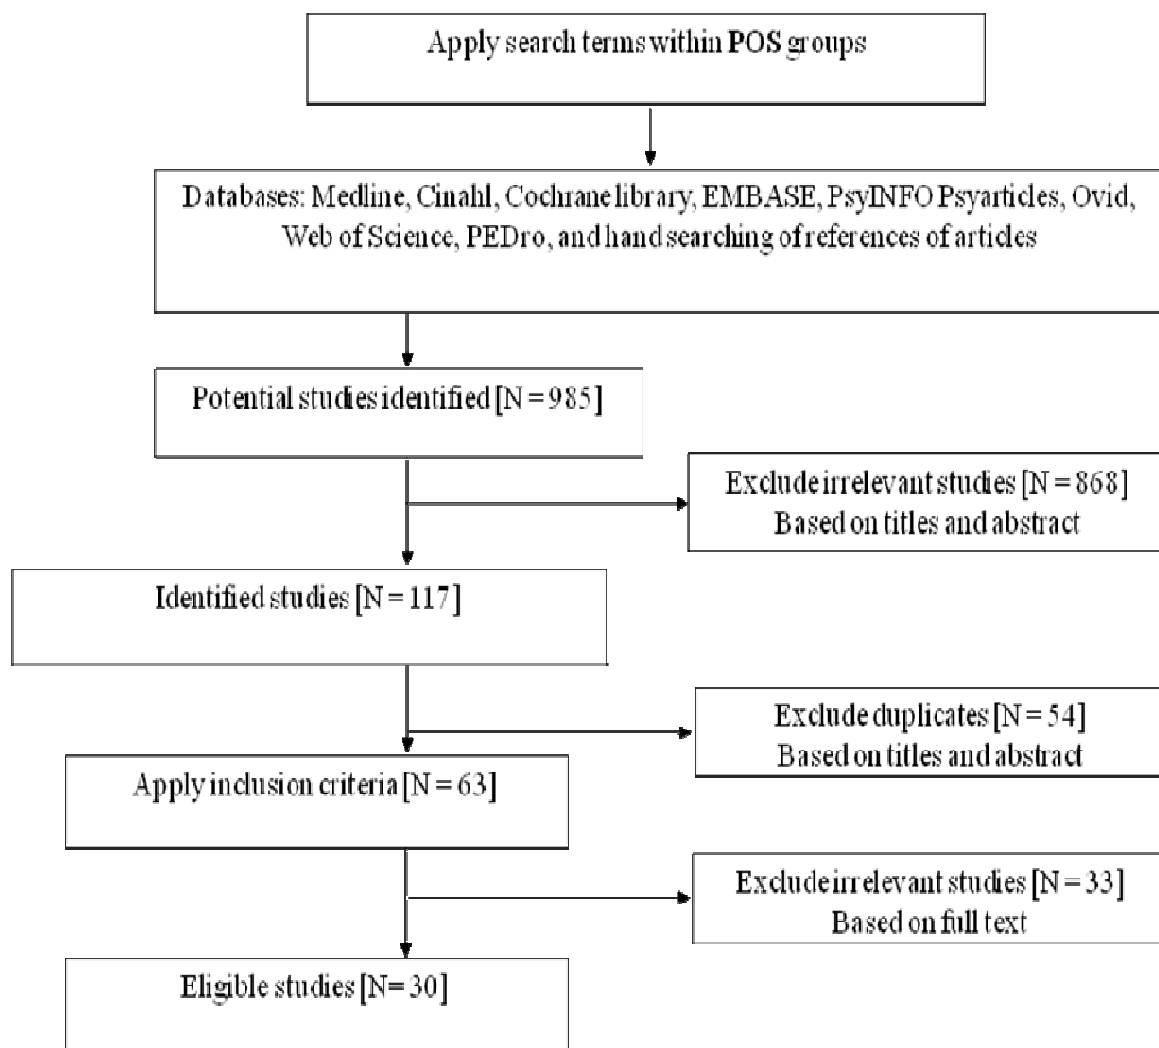 Apply search terms within POS groups
Databases: Medline, Cinahl, Cochrane library, EMBASE, PsyINFO Psyarticles, Ovid,
Web of Science, PEDro, and hand searching of references of articles
Potential studies identified [N = 985]
Exclude irrelevant studies [N = 868]
Based on titles and abstract
Identified studies [N = 117]
Exclude duplicates [N = 54]
Based on titles and abstract
Apply inclusion criteria [N = 63]
Exclude irrelevant studies [N = 33]
Based on full text
Eligible studies [N= 30]